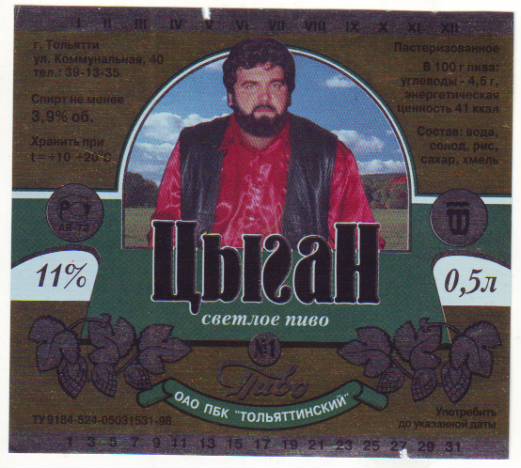 I II III IV V VI VII VIII IX X XI XII
г. Тольятти
ул. Коммунальная, 40
тел.: 39-13-35
Спирт не менее
3,9% об.
Хранить при
t = +10 +20°C
Пастеризованное
В 100 г пива:
углеводы - 4,6 г,
энергетическая
ценность 41 ккал
Состав: вода,
солод, рис,
сахар, хмель
АЯ 72
11%
Цыган
0,5л
светлое пиво
№1
Пиво
ОАО ПБК "ТОЛЬЯТТИНСКИЙ"
ТУ 9184-524-05031531-98
Употребить
до указанной даты
1 3 5 7 9 11 13 15 17 19 21 23 25 27 29 31